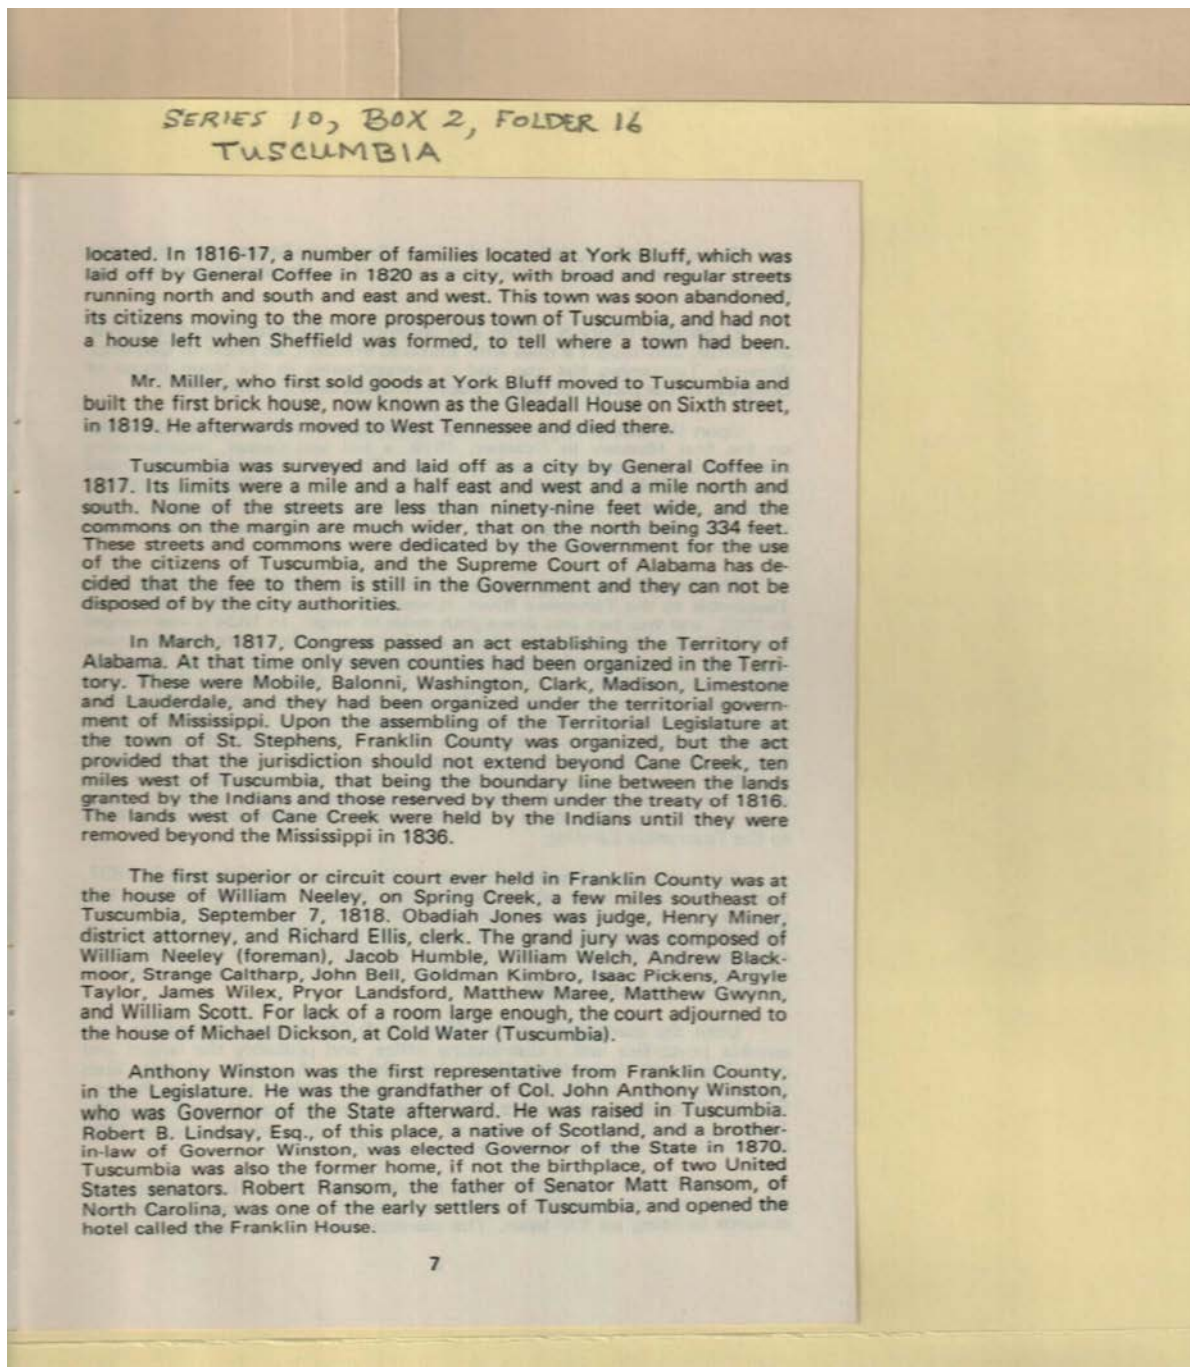 SERIES 10, BOX 2, FOLDER 16
TUSCUMBIA
located. In 1816-17, a number of families located at York Bluff, which was
laid off by General Coffee in 1820 as a city, with broad and regular streets
running north and south and east and west. This town was soon abandoned,
its citizens moving to the more prosperous town of Tuscumbia, and had not
a house left when Sheffield was formed, to tell where a town had been.
Mr. Miller, who first sold goods at York Bluff moved to Tuscumbia and
built the first brick house, now known as the Gleadall House on Sixth street,
in 1819. He afterwards moved to West Tennessee and died there.
Tuscumbia was surveyed and laid off as a city by General Coffee in
1817. Its limits were a mile and a half east and west and a mile north and
south. None of the streets are less than ninety-nine feet wide, and the
commons on the margin are much wider, that on the north being 334 feet.
These streets and commons were dedicated by the Government for the use
of the citizens of Tuscumbia, and the Supreme Court of Alabama has de-
cided that the fee to them is still in the Government and they can not be
disposed of by the city authorities.
In March, 1817, Congress passed an act establishing the Territory of
Alabama. At that time only seven counties had been organized in the Terri-
tory. These were Mobile, Balonni, Washington, Clark, Madison, Limestone
and Lauderdale, and they had been organized under the territorial govern-
ment of Mississippi. Upon the assembling of the Territorial Legislature at
the town of St. Stephens, Franklin County was organized, but the act
provided that the jurisdiction should not extend beyond Cane Creek, ten
miles west of Tuscumbia, that being the boundary line between the lands
granted by the Indians and those reserved by them under the treaty of 1816.
The lands west of Cane Creek were held by the Indians until they were
removed beyond the Mississippi in 1836.
The first superior or circuit court ever held in Franklin County was at
the house of William Neeley, on Spring Creek, a few miles southeast of
Tuscumbia, September 7, 1818. Obadiah Jones was judge, Henry Miner,
district attorney, and Richard Ellis, clerk. The grand jury was composed of
William Neeley (foreman), Jacob Humble, William Welch, Andrew Black-
moor, Strange Caltharp, John Bell, Goldman Kimbro, Isaac Pickens, Argyle
Taylor, James Wilex, Pryor Landsford, Matthew Maree, Matthew Gwynn,
and William Scott. For lack of a room large enough, the court adjourned to
the house of Michael Dickson, at Cold Water (Tuscumbia).
Anthony Winston was the first representative from Franklin County,
in the Legislature. He was the grandfather of Col. John Anthony Winston,
who was Governor of the State afterward. He was raised in Tuscumbia.
Robert B. Lindsay, Esq., of this place, a native of Scotland, and a brother-
in-law of Governor Winston, was elected Governor of the State in 1870.
Tuscumbia was also the former home, if not the birthplace, of two United
States senators. Robert Ransom, the father of Senator Matt Ransom, of
North Carolina, was one of the early settlers of Tuscumbia, and opened the
hotel called the Franklin House.
7